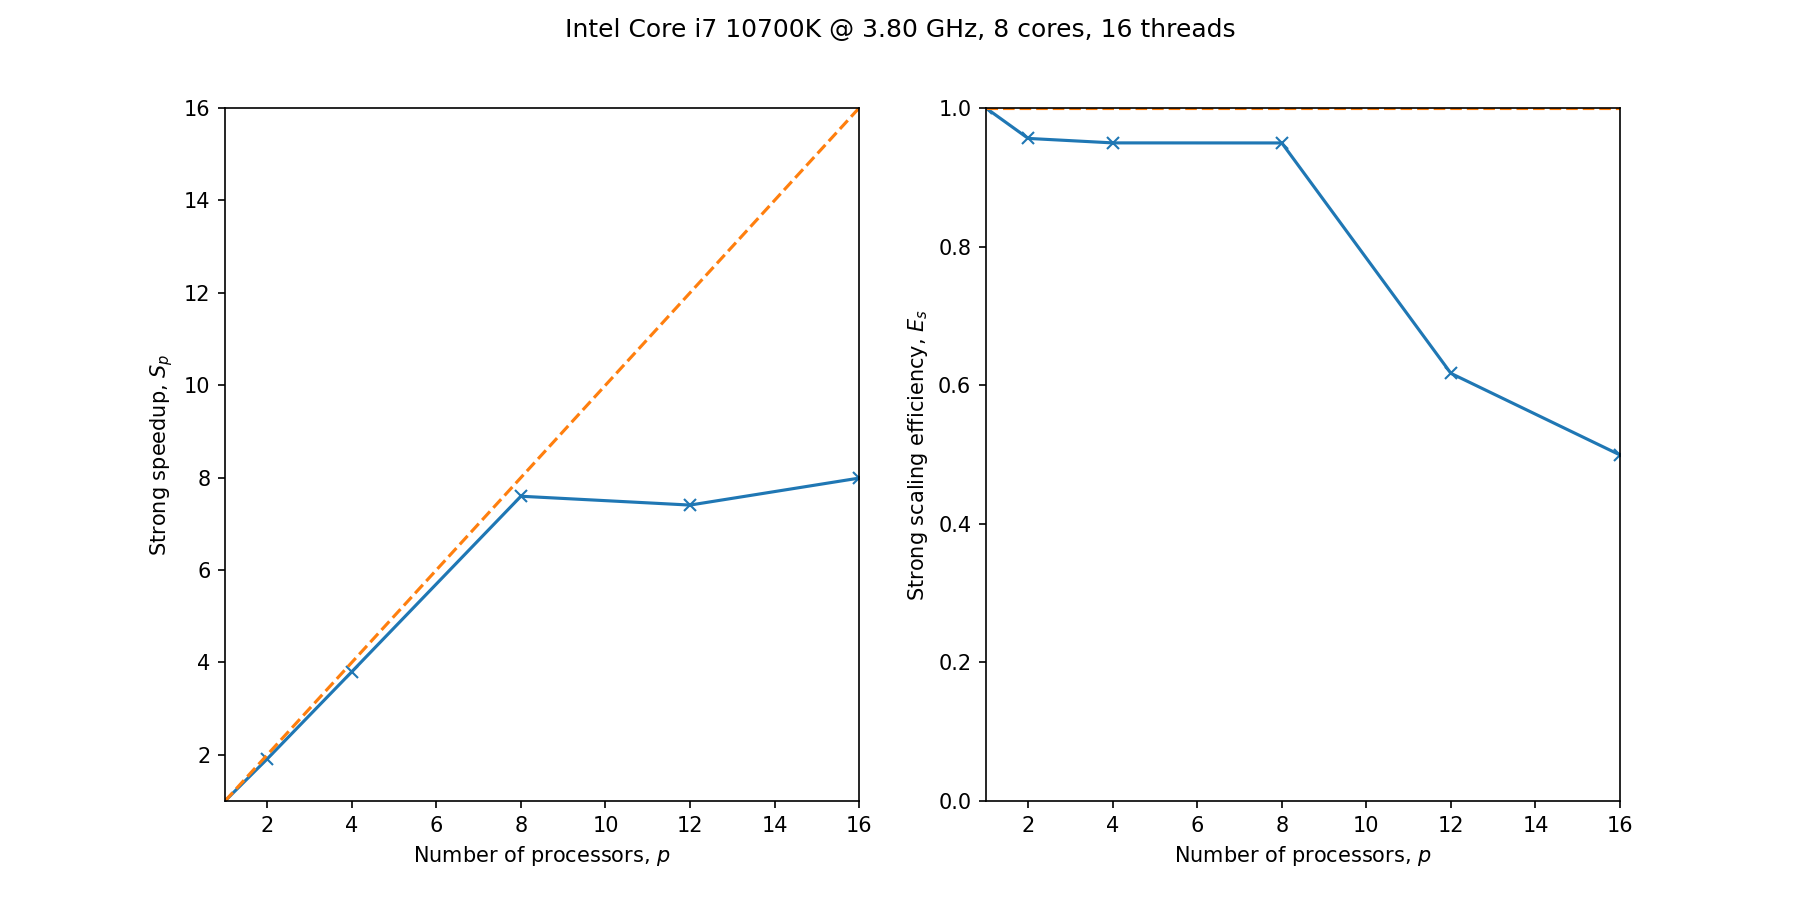 Intel Core i7 10700K @ 3.80 GHz, 8 cores, 16 threads
16
14
12
10
8
6
4
2
Strong speedup, Sₚ
2 4 6 8 10 12 14 16
Number of processors, p
1.0
0.8
0.6
0.4
0.2
0.0
Strong scaling efficiency, Eₛ
2 4 6 8 10 12 14 16
Number of processors, p